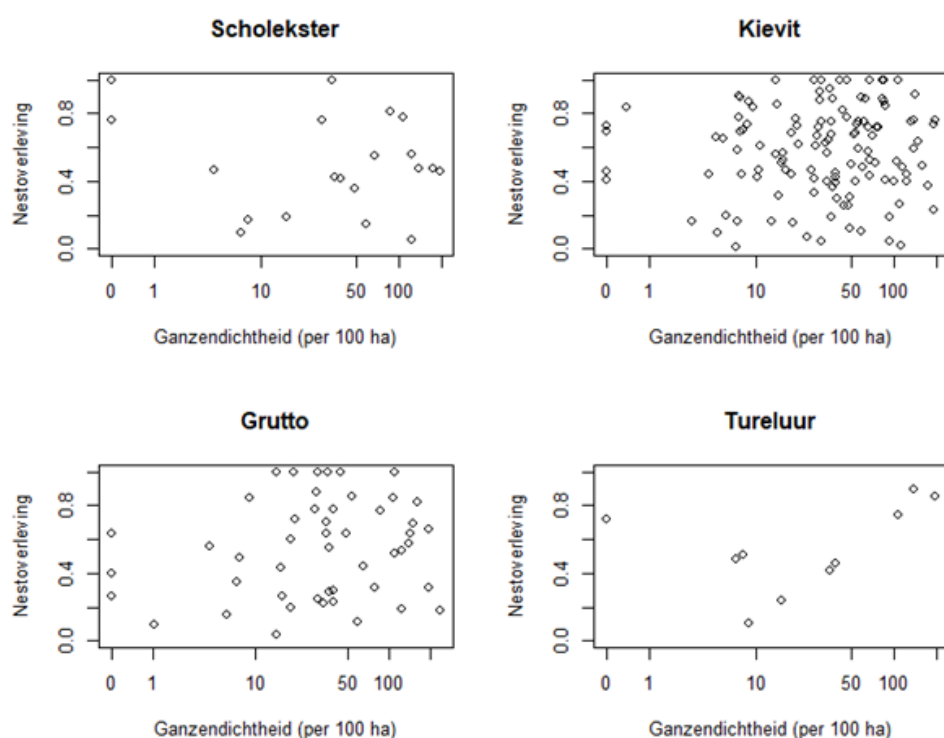 Scholekster
Nestoverleving
0.0 0.4 0.8
0 1 10 50 100
Ganzendichtheid (per 100 ha)
Kievit
Nestoverleving
0.0 0.4 0.8
0 1 10 50 100
Ganzendichtheid (per 100 ha)
Grutto
Nestoverleving
0.0 0.4 0.8
0 1 10 50 100
Ganzendichtheid (per 100 ha)
Tureluur
Nestoverleving
0.0 0.4 0.8
0 1 10 50 100
Ganzendichtheid (per 100 ha)